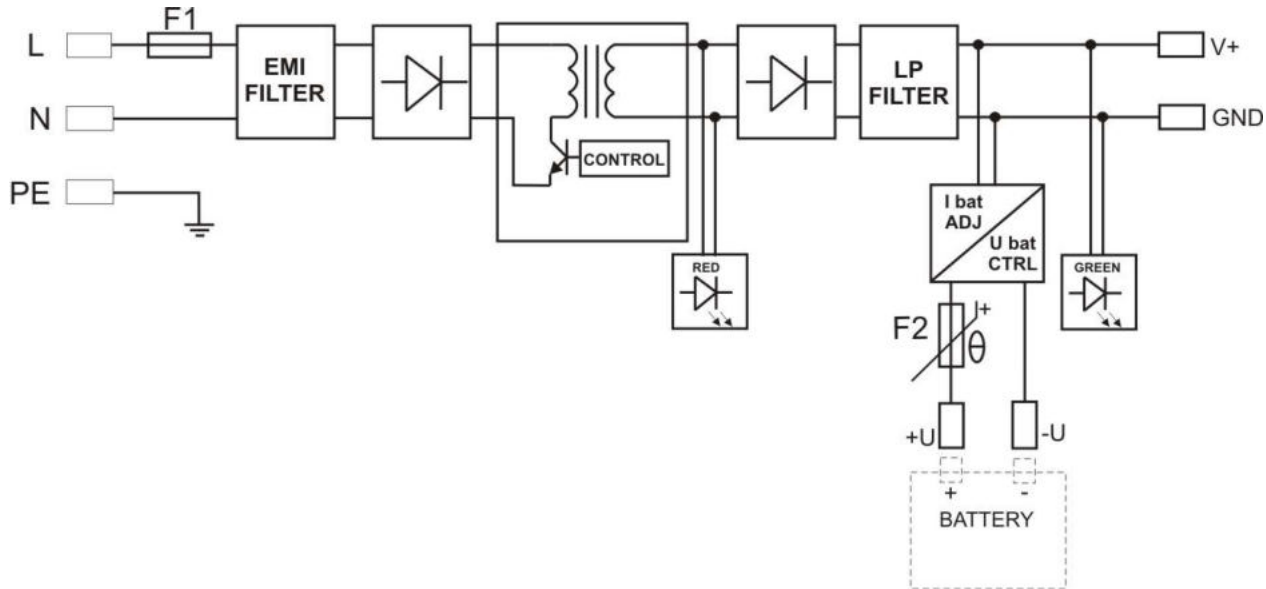 F1
L
EMI
FILTER
LP
FILTER
V+
N
CONTROL
GND
PE
I bat
ADJ
U bat
CTRL
RED
GREEN
F2
I+
θ
+U
-U
+ -
BATTERY